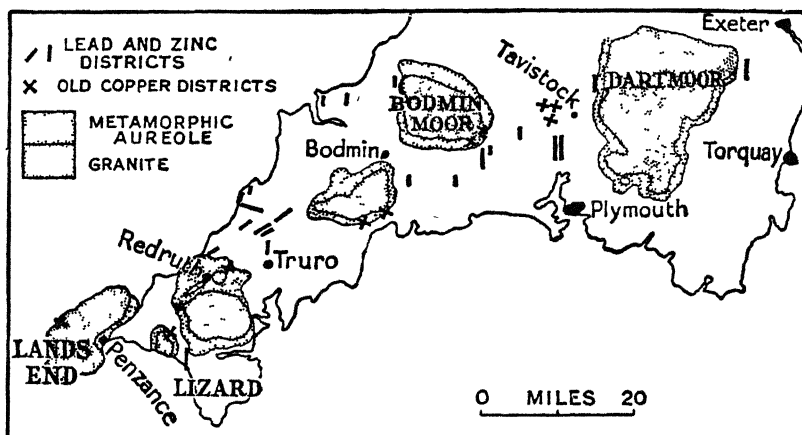 LEAD AND ZINC
DISTRICTS
OLD COPPER DISTRICTS
METAMORPHIC
AUREOLE
GRANITE
Exeter
Tavistock
DARTMOOR
BODMIN
MOOR
Bodmin
Torquay
Plymouth
Redruth
Truro
LANDS
END
Penzance
LIZARD
0 MILES 20